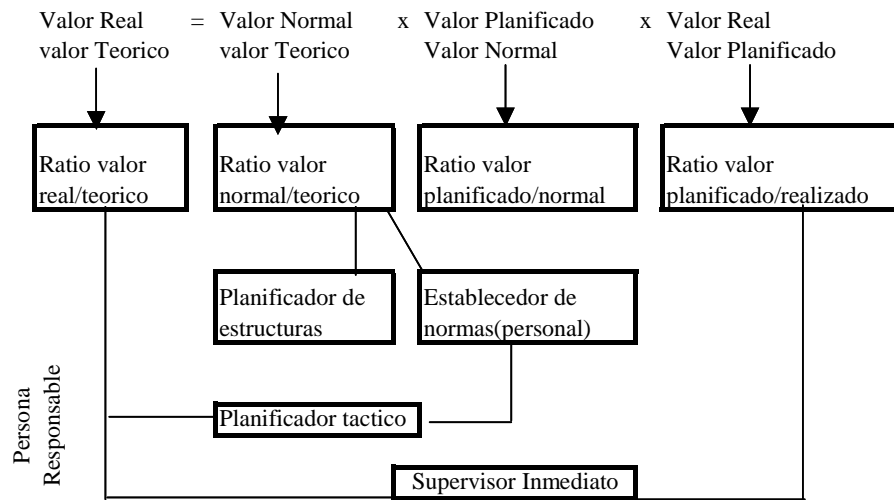 Valor Real = Valor Normal x Valor Planificado x Valor Real
valor Teorico valor Teorico Valor Normal Valor Planificado
Ratio valor
real/teorico
Ratio valor
normal/teorico
Ratio valor
planificado/normal
Ratio valor
planificado/realizado
Planificador de
estructuras
Establecedor de
normas(personal)
Persona
Responsable
Planificador tactico
Supervisor Inmediato